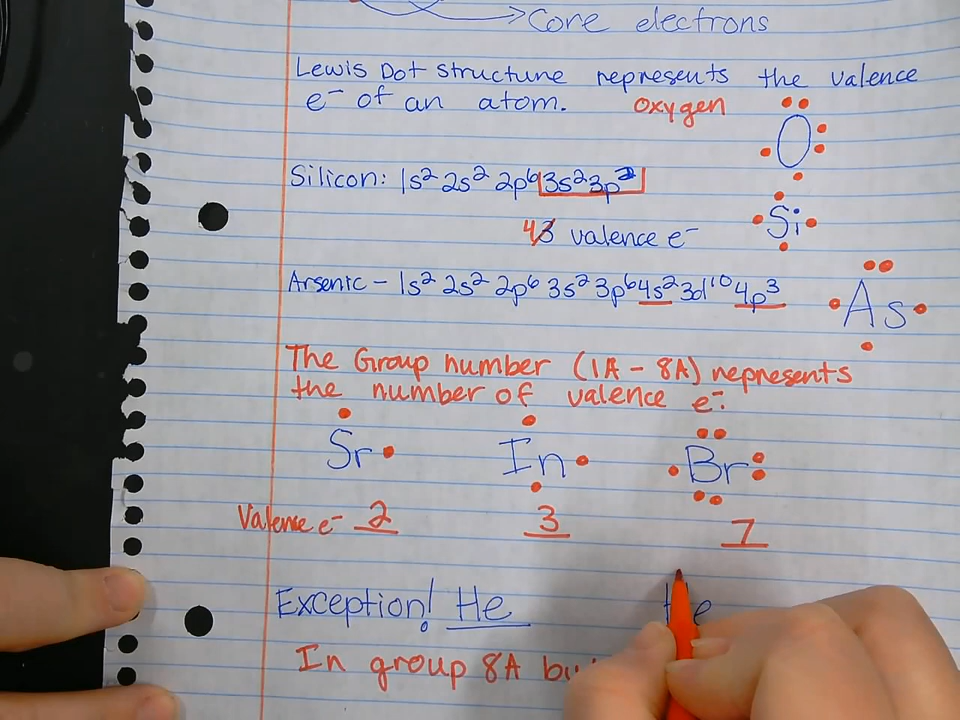 Core electrons
Lewis Dot structure represents the valence
e⁻ of an atom. oxygen
O
Silicon: 1s² 2s² 2p⁶ 3s² 3p²
4 valence e⁻
Si
Arsenic - 1s² 2s² 2p⁶ 3s² 3p⁶ 4s² 3d¹⁰ 4p³
As
The Group number (1A - 8A) represents
the number of valence e⁻.
Sr In Br
Valence e⁻ 2 3 7
Exception! He He
In group 8A